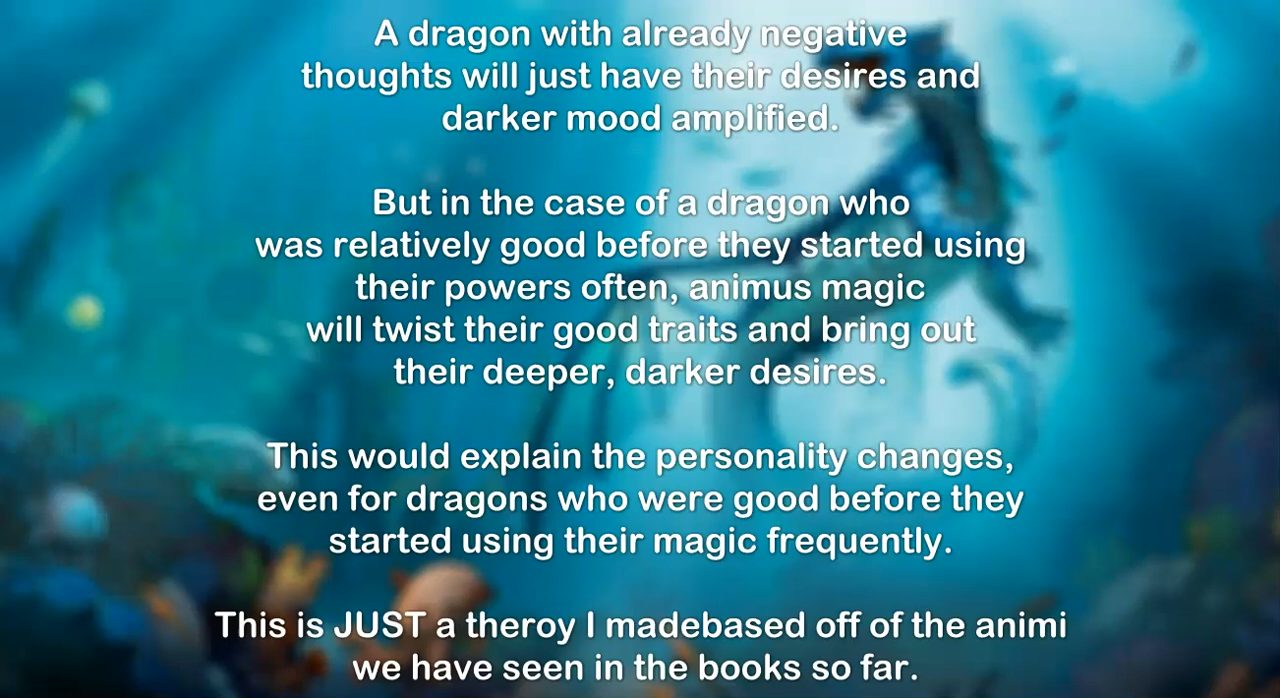 A dragon with already negative
thoughts will just have their desires and
darker mood amplified.
But in the case of a dragon who
was relatively good before they started using
their powers often, animus magic
will twist their good traits and bring out
their deeper, darker desires.
This would explain the personality changes,
even for dragons who were good before they
started using their magic frequently.
This is JUST a theroy I madebased off of the animi
we have seen in the books so far.